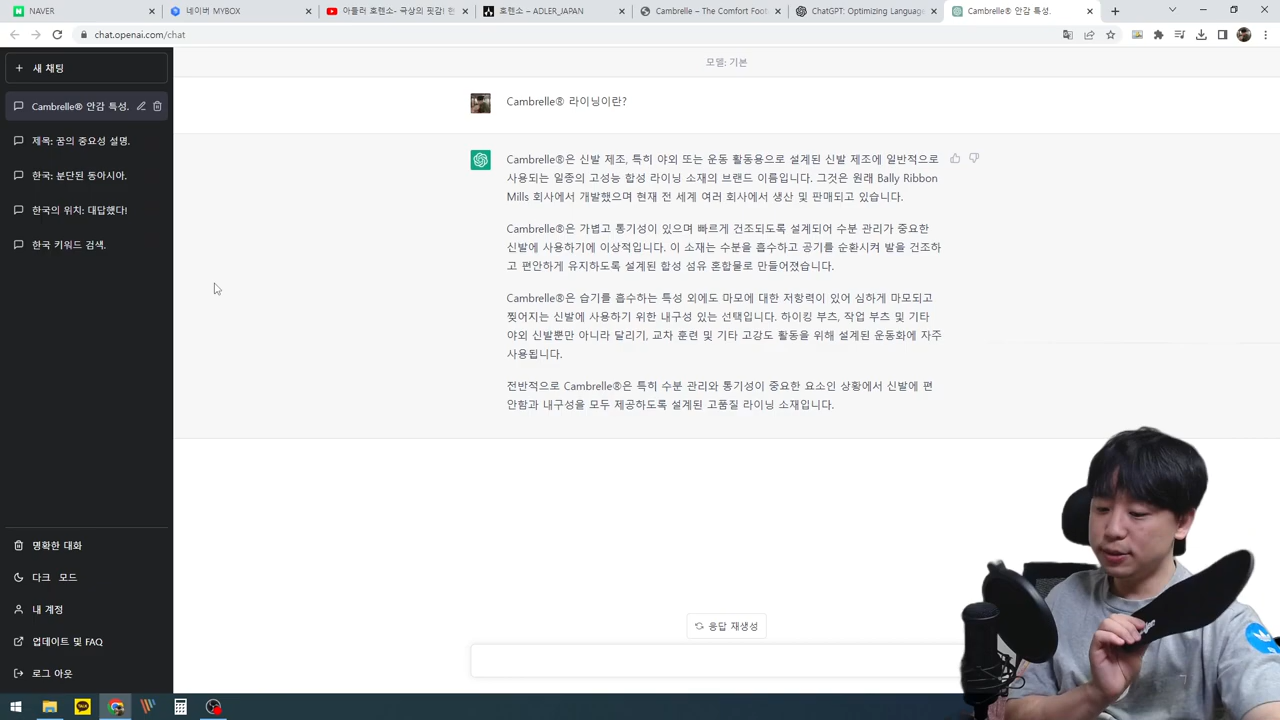 NAVER
네이버 MYBOX
아들러 호렌소- 국상의 핏감! 한
호렌소 – ADLER_JAPAN
Cambrelle – The Comfort Foot
ChatGPT: Optimizing Language
Cambrelle® 안감 특성.
chat.openai.com/chat
새 채팅
모델: 기본
Cambrelle® 안감 특성.
제목: 꿈의 중요성 설명.
한국: 분단된 동아시아.
한국의 위치: 대답했다!
한국 키워드 검색.
Cambrelle® 라이닝이란?
Cambrelle®은 신발 제조, 특히 야외 또는 운동 활동용으로 설계된 신발 제조에 일반적으로
사용되는 일종의 고성능 합성 라이닝 소재의 브랜드 이름입니다. 그것은 원래 Bally Ribbon
Mills 회사에서 개발했으며 현재 전 세계 여러 회사에서 생산 및 판매되고 있습니다.
Cambrelle®은 가볍고 통기성이 있으며 빠르게 건조되도록 설계되어 수분 관리가 중요한
신발에 사용하기에 이상적입니다. 이 소재는 수분을 흡수하고 공기를 순환시켜 발을 건조하
고 편안하게 유지하도록 설계된 합성 섬유 혼합물로 만들어졌습니다.
Cambrelle®은 습기를 흡수하는 특성 외에도 마모에 대한 저항력이 있어 심하게 마모되고
찢어지는 신발에 사용하기 위한 내구성 있는 선택입니다. 하이킹 부츠, 작업 부츠 및 기타
야외 신발뿐만 아니라 달리기, 교차 훈련 및 기타 고강도 활동을 위해 설계된 운동화에 자주
사용됩니다.
전반적으로 Cambrelle®은 특히 수분 관리와 통기성이 중요한 요소인 상황에서 신발에 편
안함과 내구성을 모두 제공하도록 설계된 고품질 라이닝 소재입니다.
명확한 대화
다크 모드
내 계정
업데이트 및 FAQ
로그 아웃
응답 재생성
TALK